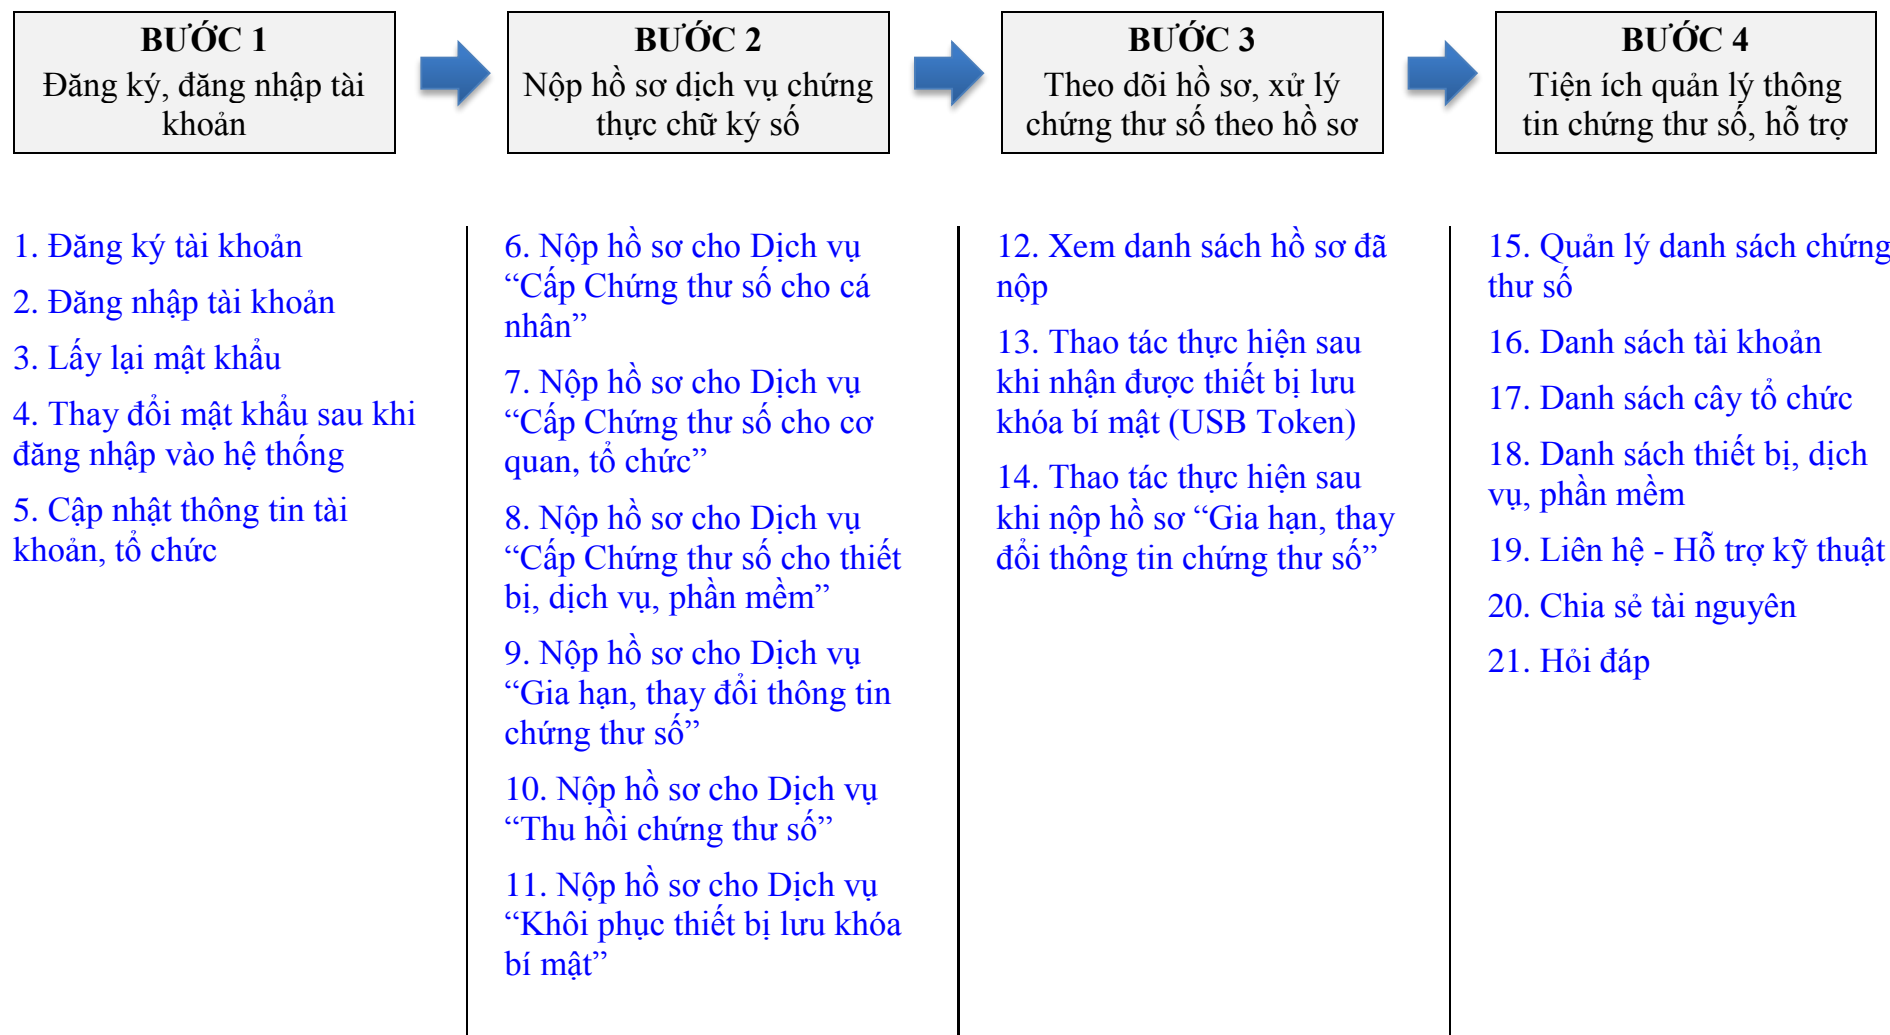 BƯỚC 1
Đăng ký, đăng nhập tài
khoản
BƯỚC 2
Nộp hồ sơ dịch vụ chứng
thực chữ ký số
BƯỚC 3
Theo dõi hồ sơ, xử lý
chứng thư số theo hồ sơ
BƯỚC 4
Tiện ích quản lý thông
tin chứng thư số, hỗ trợ
1. Đăng ký tài khoản
2. Đăng nhập tài khoản
3. Lấy lại mật khẩu
4. Thay đổi mật khẩu sau khi
đăng nhập vào hệ thống
5. Cập nhật thông tin tài
khoản, tổ chức
6. Nộp hồ sơ cho Dịch vụ
“Cấp Chứng thư số cho cá
nhân”
7. Nộp hồ sơ cho Dịch vụ
“Cấp Chứng thư số cho cơ
quan, tổ chức”
8. Nộp hồ sơ cho Dịch vụ
“Cấp Chứng thư số cho thiết
bị, dịch vụ, phần mềm”
9. Nộp hồ sơ cho Dịch vụ
“Gia hạn, thay đổi thông tin
chứng thư số”
10. Nộp hồ sơ cho Dịch vụ
“Thu hồi chứng thư số”
11. Nộp hồ sơ cho Dịch vụ
“Khôi phục thiết bị lưu khóa
bí mật”
12. Xem danh sách hồ sơ đã
nộp
13. Thao tác thực hiện sau
khi nhận được thiết bị lưu
khóa bí mật (USB Token)
14. Thao tác thực hiện sau
khi nộp hồ sơ “Gia hạn, thay
đổi thông tin chứng thư số”
15. Quản lý danh sách chứng
thư số
16. Danh sách tài khoản
17. Danh sách cây tổ chức
18. Danh sách thiết bị, dịch
vụ, phần mềm
19. Liên hệ - Hỗ trợ kỹ thuật
20. Chia sẻ tài nguyên
21. Hỏi đáp